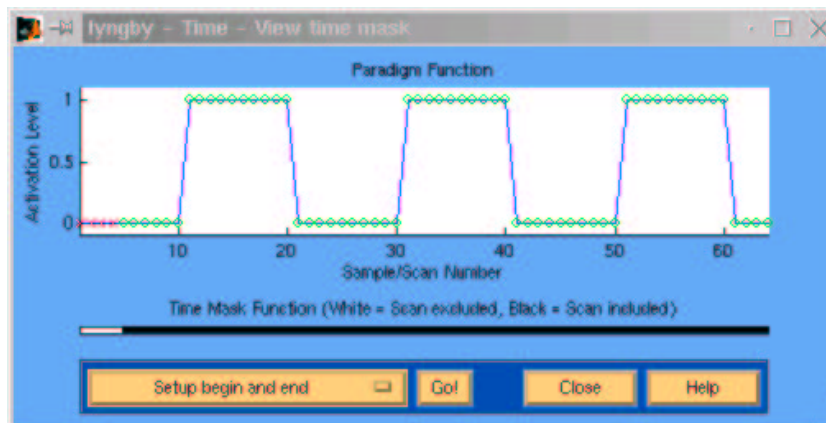 lyngby - Time - View time mask
Paradigm Function
Activation Level
1
0.5
0
10 20 30 40 50 60
Sample/Scan Number
Time Mask Function (White = Scan excluded, Black = Scan included)
Setup begin and end Go! Close Help